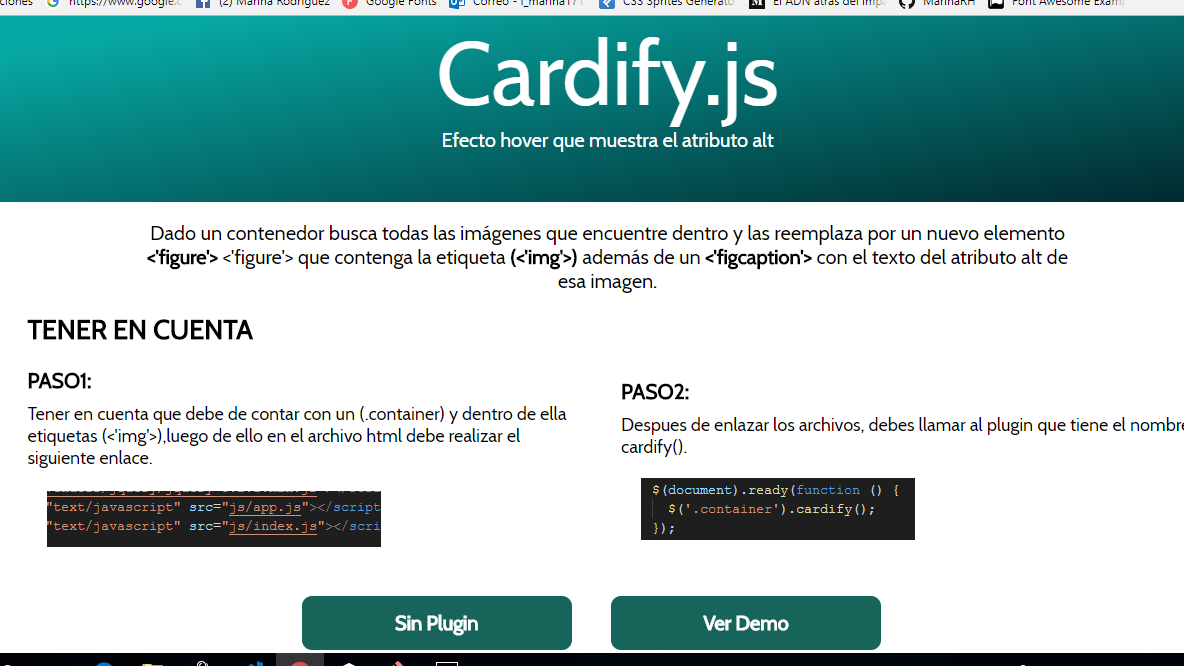 ciones https://www.google.c (2) Marina Rodriguez Google Fonts Correo - l_marina171 CSS Sprites Generato El ADN atras del impa MarinaRH Font Awesome Exam
Cardify.js
Efecto hover que muestra el atributo alt
Dado un contenedor busca todas las imágenes que encuentre dentro y las reemplaza por un nuevo elemento
<'figure'> <'figure'> que contenga la etiqueta (<'img'>) además de un <'figcaption'> con el texto del atributo alt de
esa imagen.
TENER EN CUENTA
PASO1:
Tener en cuenta que debe de contar con un (.container) y dentro de ella
etiquetas (<'img'>),luego de ello en el archivo html debe realizar el
siguiente enlace.
"text/javascript" src="js/app.js"></script
"text/javascript" src="js/index.js"></scri
PASO2:
Despues de enlazar los archivos, debes llamar al plugin que tiene el nombre
cardify().
$(document).ready(function () {
$('.container').cardify();
});
Sin Plugin
Ver Demo